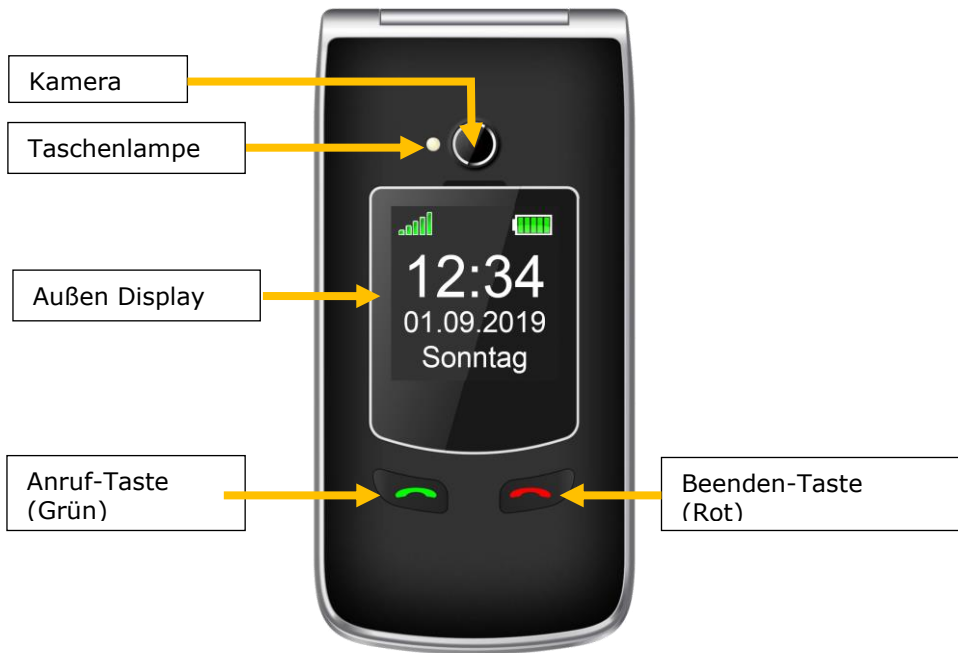 Kamera
Taschenlampe
12:34
01.09.2019
Sonntag
Außen Display
Anruf-Taste
(Grün)
Beenden-Taste
(Rot)